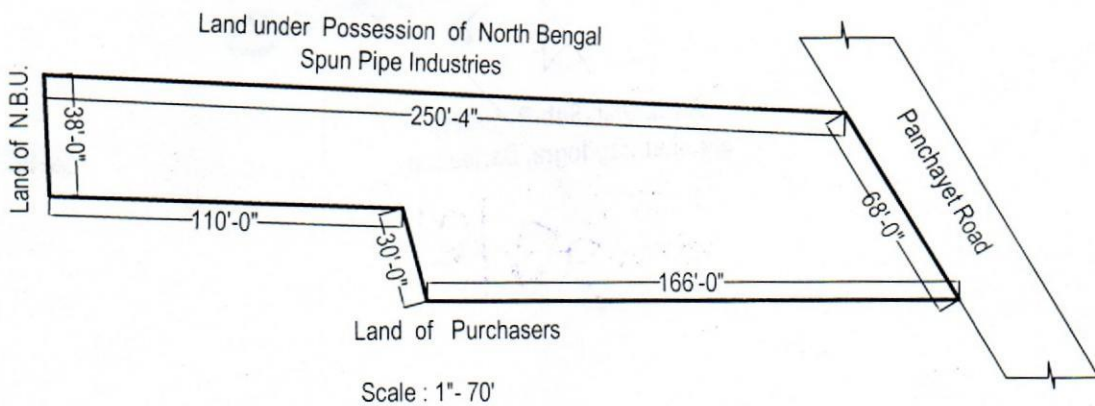 Land under Possession of North Bengal
Spun Pipe Industries
Land of N.B.U.
38'-0"
250'-4"
Panchayet Road
110'-0"
30'-0"
68'-0"
166'-0"
Land of Purchasers
Scale : 1"- 70'